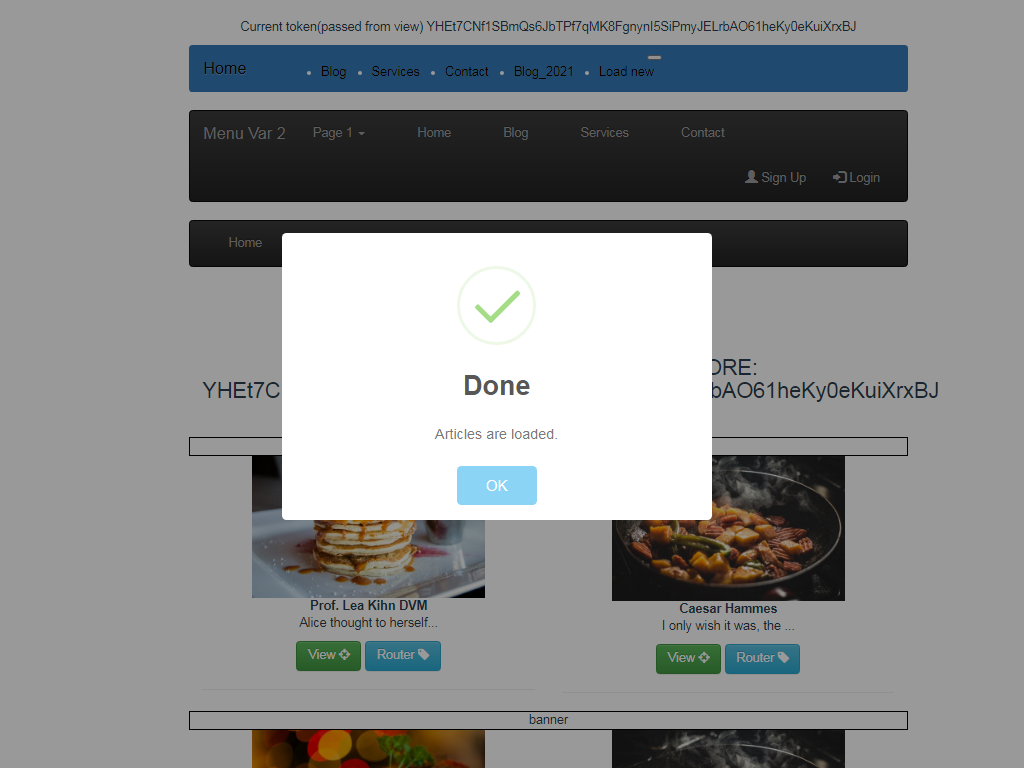 Current token(passed from view) YHEt7CNf1SBmQs6JbTPf7qMK8FgnynI5SiPmyJELrbAO61heKy0eKuiXrxBJ
Home Blog Services Contact Blog_2021 Load new
Menu Var 2 Page 1 Home Blog Services Contact
Sign Up Login
Home
Done
Articles are loaded.
OK
ORE:
YHEt7C
bAO61heKy0eKuiXrxBJ
Prof. Lea Kihn DVM
Alice thought to herself...
View Router
Caesar Hammes
I only wish it was, the ...
View Router
banner